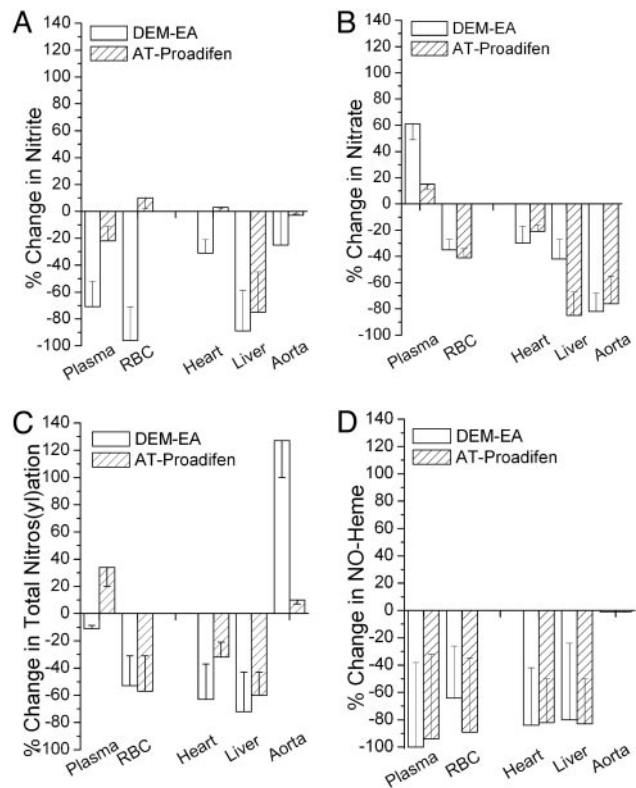 A
DEM-EA
AT-Proadifen
% Change in Nitrite
140
120
100
80
60
40
20
0
-20
-40
-60
-80
-100
Plasma
RBC
Heart
Liver
Aorta
B
DEM-EA
AT-Proadifen
% Change in Nitrate
140
120
100
80
60
40
20
0
-20
-40
-60
-80
-100
Plasma
RBC
Heart
Liver
Aorta
C
DEM-EA
AT-Proadifen
% Change in Total Nitros(yl)ation
140
120
100
80
60
40
20
0
-20
-40
-60
-80
-100
Plasma
RBC
Heart
Liver
Aorta
D
DEM-EA
AT-Proadifen
% Change in NO-Heme
140
120
100
80
60
40
20
0
-20
-40
-60
-80
-100
Plasma
RBC
Heart
Liver
Aorta